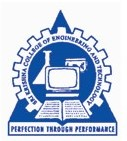 SRI KRISHNA COLLEGE OF ENGINEERING AND TECHNOLOGY
PERFECTION THROUGH PERFORMANCE